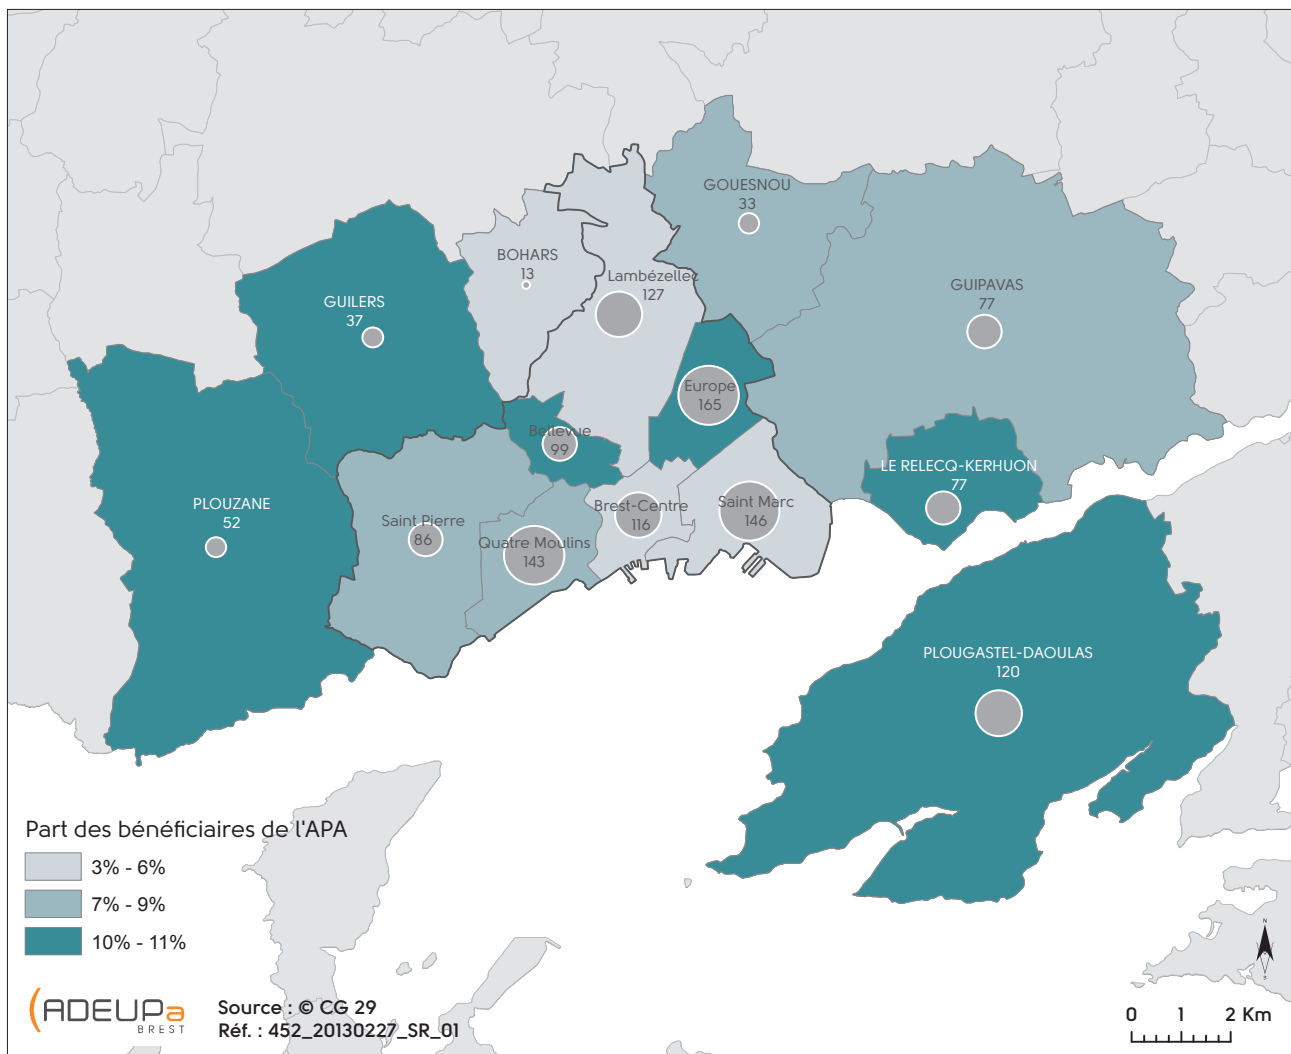 GOUESNOU
33
BOHARS
13
Lambézellec
127
GUIPAVAS
77
GUILERS
37
Europe
165
Bellevue
99
LE RELECQ-KERHUON
77
PLOUZANE
52
Saint Pierre
86
Quatre Moulins
143
Brest-Centre
116
Saint Marc
146
PLOUGASTEL-DAOULAS
120
Part des bénéficiaires de l'APA
3% - 6%
7% - 9%
10% - 11%
ADEUPa
BREST
Source : © CG 29
Réf. : 452_20130227_SR_01
N
S
0 1 2 Km